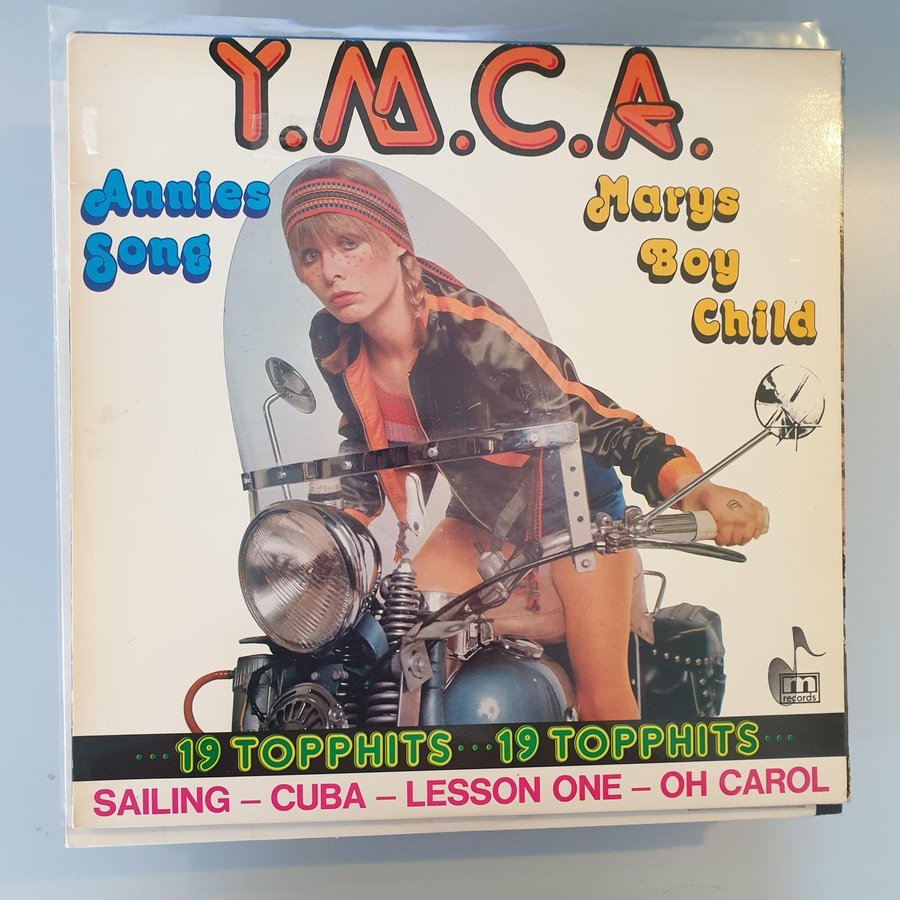 Y.M.C.A.
Annies
Song
Marys
Boy
Child
m
records
...19 TOPPHITS...19 TOPPHITS...
SAILING – CUBA – LESSON ONE – OH CAROL